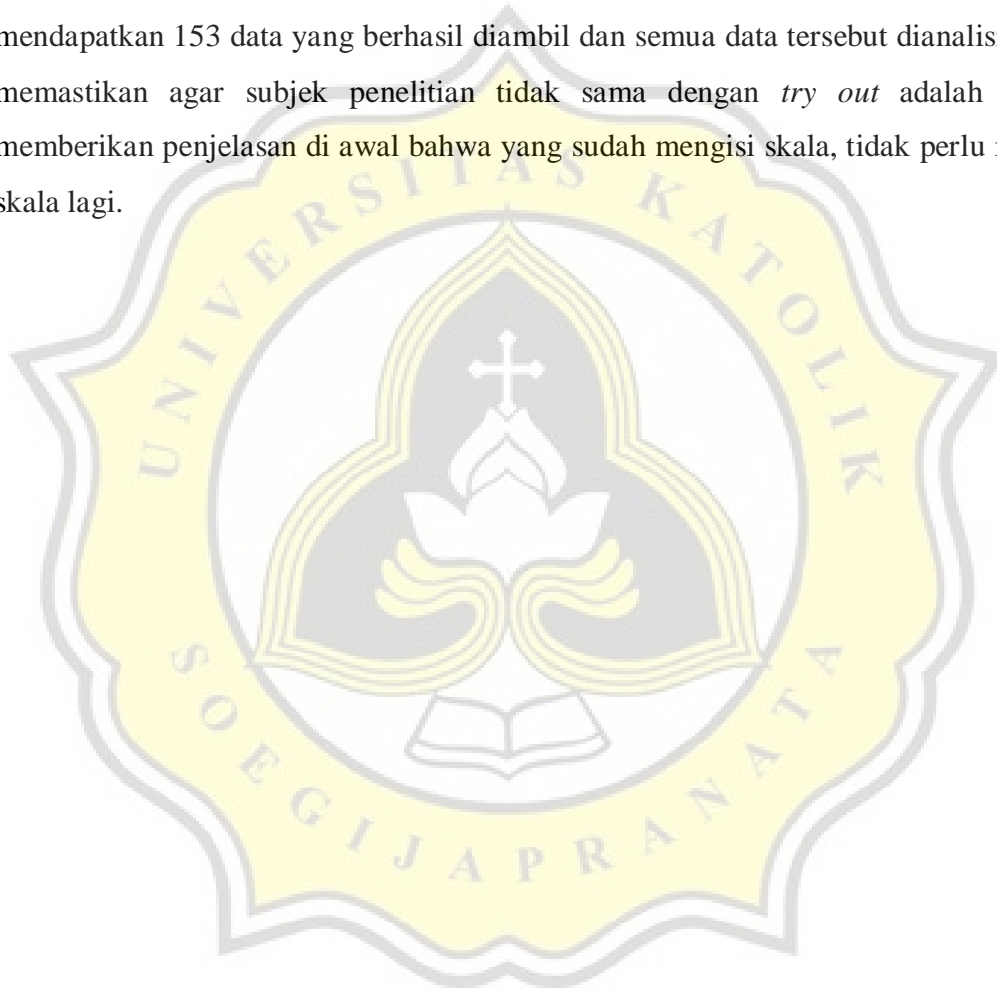 mendapatkan 153 data yang berhasil diambil dan semua data tersebut
memastikan agar subjek penelitian tidak sama dengan try out adalah
memberikan penjelasan di awal bahwa yang sudah mengisi skala, tidak perlu
skala lagi.
UNIVERSITAS KATOLIK
SOEGIJAPRANATA